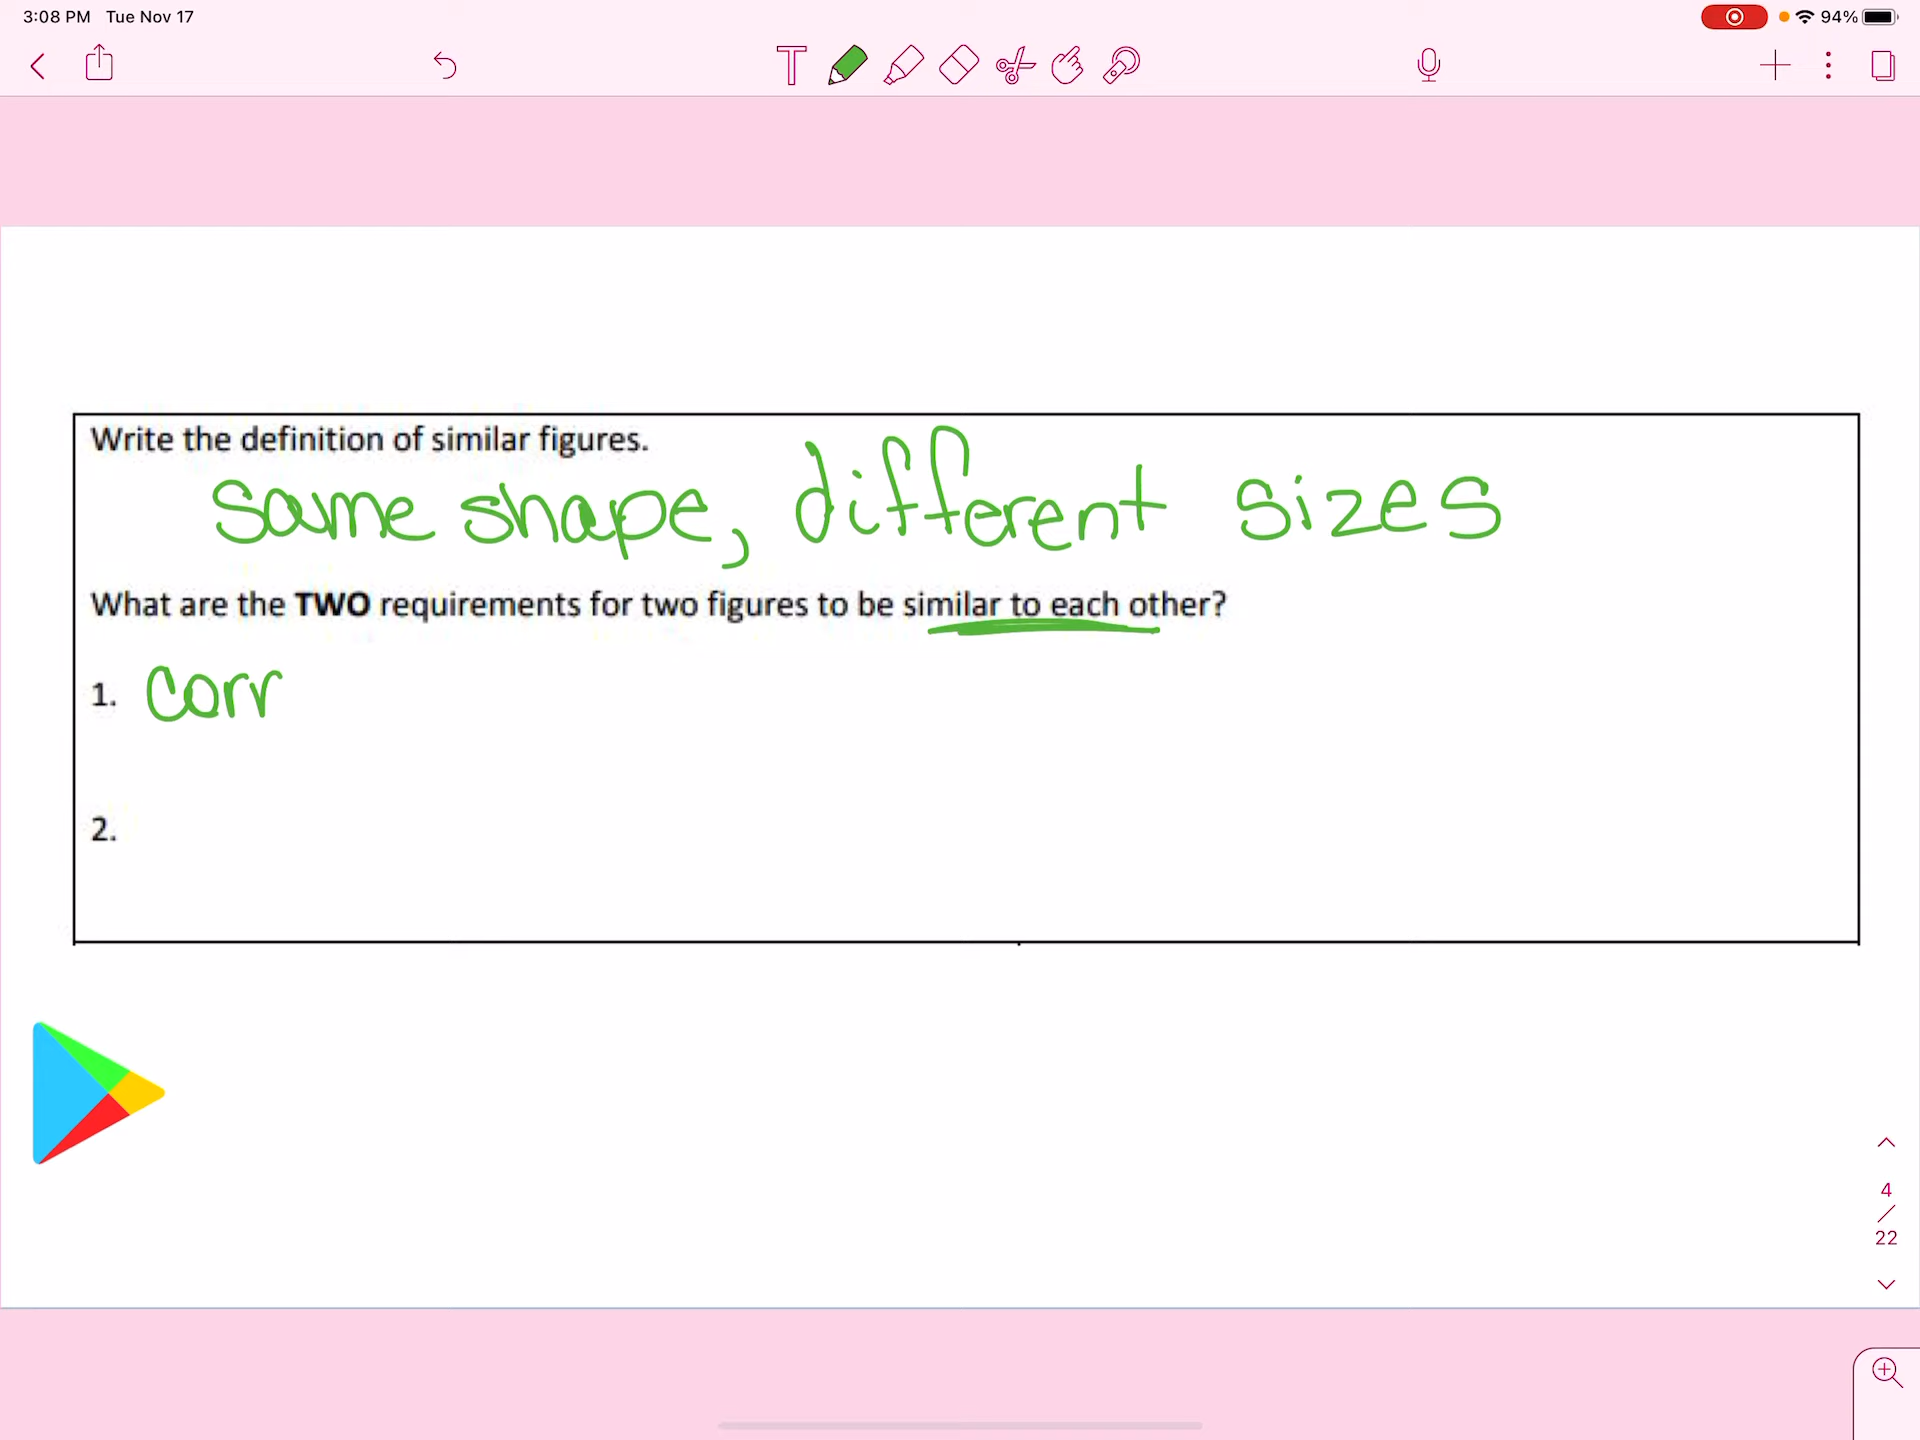 3:08 PM Tue Nov 17
94%
T
Write the definition of similar figures.
same shape, different sizes
What are the TWO requirements for two figures to be similar to each other?
1. corr
2.
4
/
22